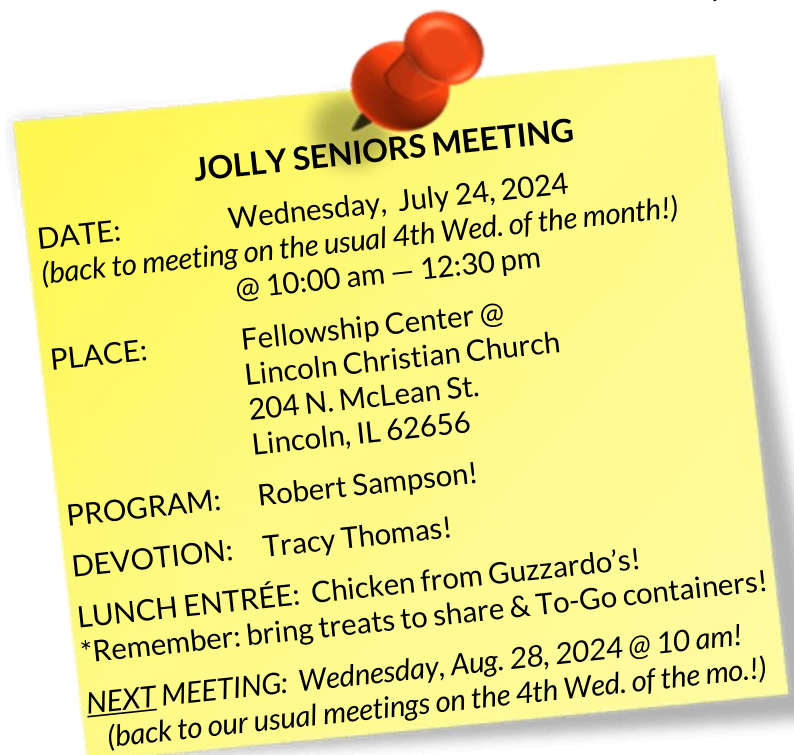 JOLLY SENIORS MEETING
DATE: Wednesday, July 24, 2024
(back to meeting on the usual 4th Wed. of the month!)
@ 10:00 am — 12:30 pm
PLACE: Fellowship Center @
Lincoln Christian Church
204 N. McLean St.
Lincoln, IL 62656
PROGRAM: Robert Sampson!
DEVOTION: Tracy Thomas!
LUNCH ENTRÉE: Chicken from Guzzardo’s!
*Remember: bring treats to share & To-Go containers!
NEXT MEETING: Wednesday, Aug. 28, 2024 @ 10 am!
(back to our usual meetings on the 4th Wed. of the mo.!)